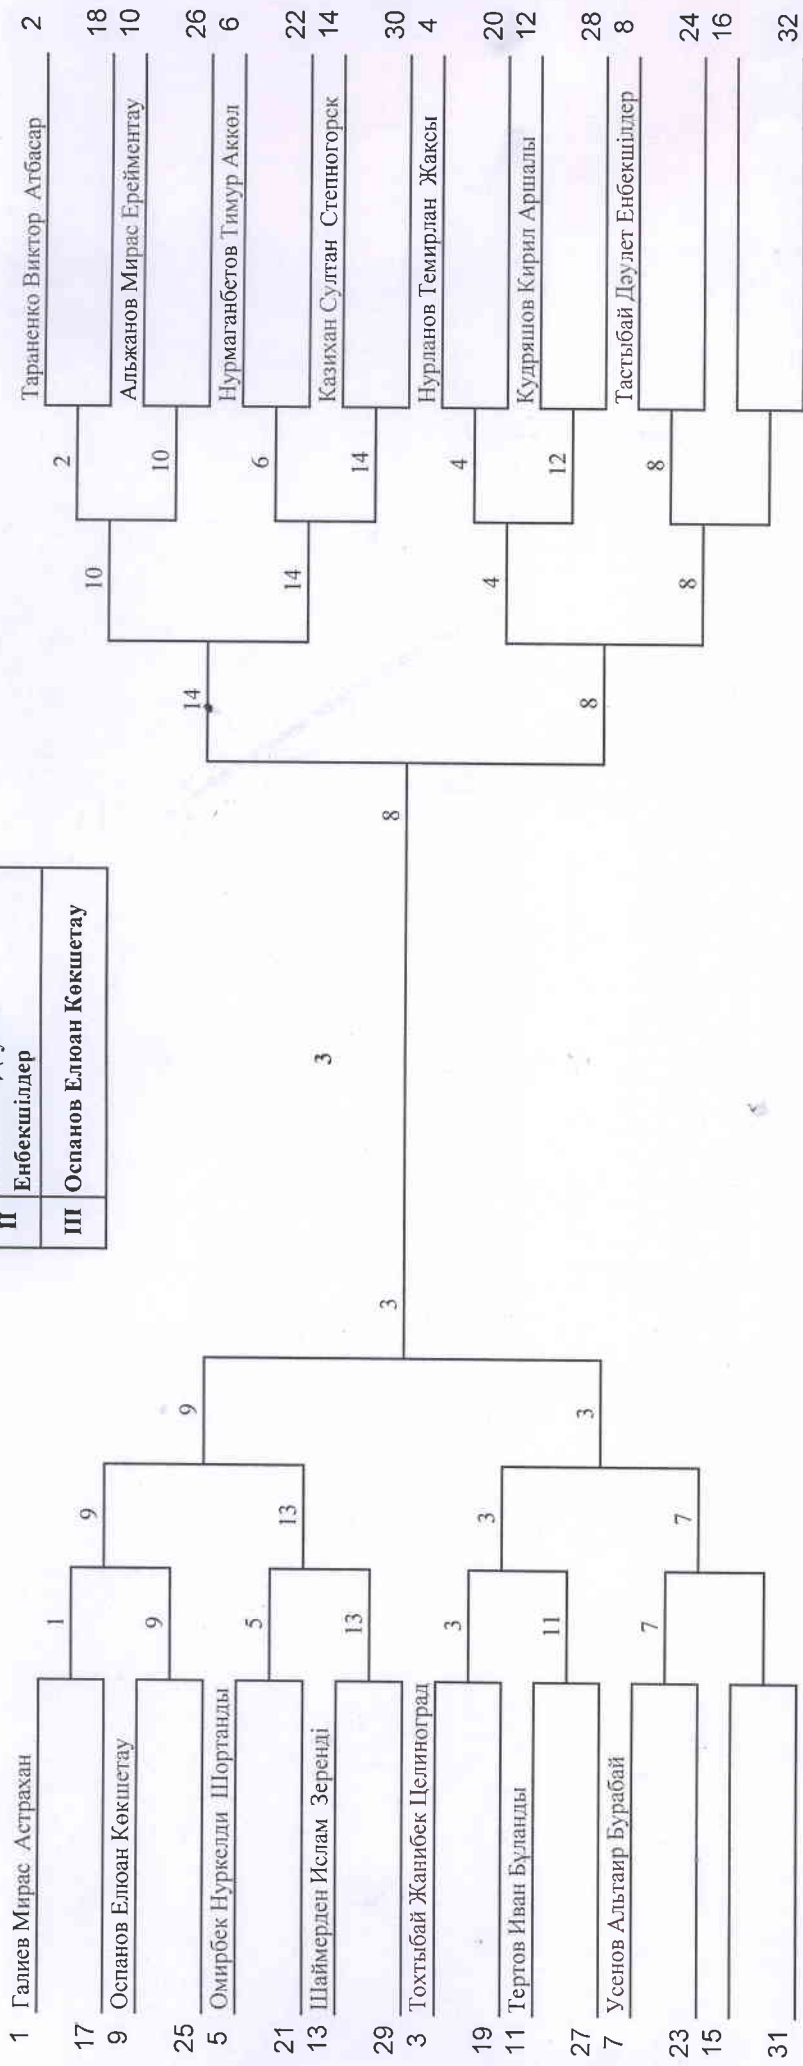 II Енбекшілдер
III Оспанов Елюан Көкшетау
1 Галиев Мирас Астрахан
17
9 Оспанов Елюан Көкшетау
25
5 Омирбек Нуркелди Шортанды
21
13 Шаймерден Ислам Зеренді
29
3 Тохтыбай Жанибек Целиноград
19
11 Тертов Иван Бұланды
27
7 Усенов Альтаир Бурабай
23
15
31
1
9
5
13
3
11
7
9
13
3
7
9
3
3
3
8
14
8
10
14
4
8
2
10
6
14
4
12
8
Тараненко Виктор Атбасар 2
18
Альжанов Мирас Ерейментау 10
26
Нурмаганбетов Тимур Аккөл 6
22
Казихан Султан Степногорск 14
30
Нурланов Темирлан Жаксы 4
20
Кудряшов Кирил Аршалы 12
28
Тастыбай Дәулет Енбекшілдер 8
24
16
32